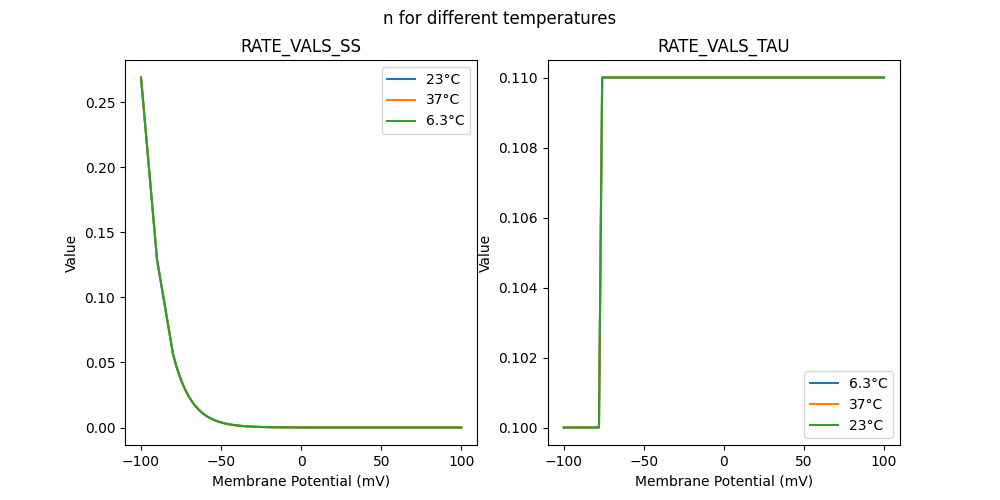 n for different temperatures
RATE_VALS_SS
0.25
0.20
0.15
0.10
0.05
0.00
Value
−100
−50
0
50
100
Membrane Potential (mV)
23°C
37°C
6.3°C
RATE_VALS_TAU
0.110
0.108
0.106
0.104
0.102
0.100
Value
−100
−50
0
50
100
Membrane Potential (mV)
6.3°C
37°C
23°C